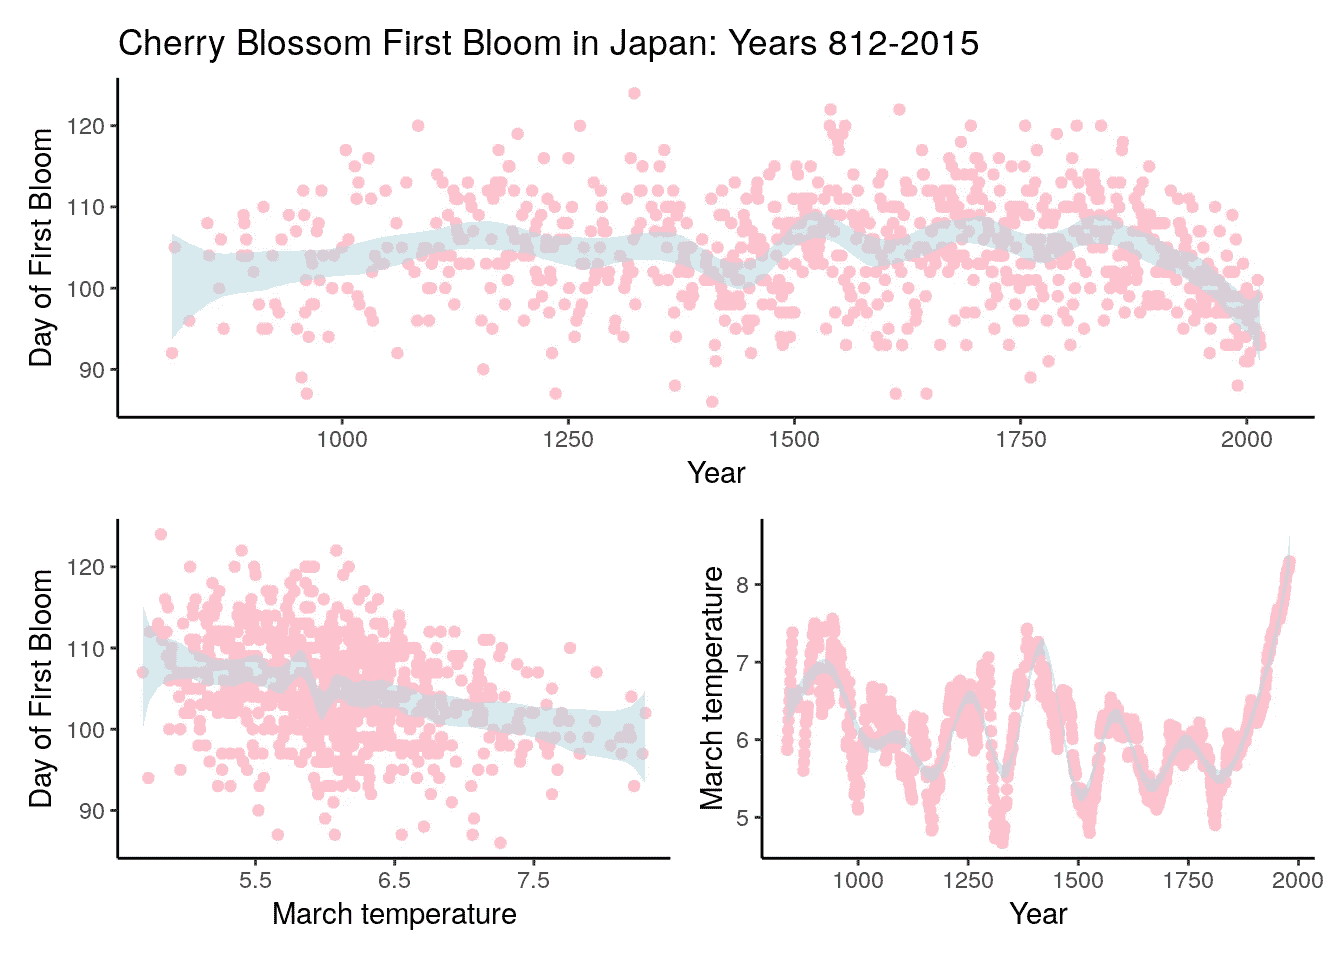 Cherry Blossom First Bloom in Japan: Years 812-2015
Day of First Bloom
120
110
100
90
1000 1250 1500 1750 2000
Year
Day of First Bloom
120
110
100
90
5.5 6.5 7.5
March temperature
March temperature
8
7
6
5
1000 1250 1500 1750 2000
Year